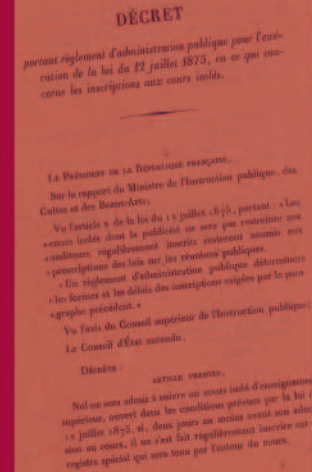 DÉCRET
portant règlement d'administration publique pour l'exé-
cution de la loi du 12 juillet 1875, en ce qui con-
cerne les inscriptions aux cours isolés.
LE PRÉSIDENT DE LA RÉPUBLIQUE FRANÇAISE,
Sur le rapport du Ministre de l'Instruction publique, des
Cultes et des Beaux-Arts;
Vu l'article 2 de la loi du 12 juillet 1875, portant : « Les
« cours isolés dont la publicité ne sera pas restreinte aux
« auditeurs régulièrement inscrits resteront soumis aux
« prescriptions des lois sur les réunions publiques.
« Un règlement d'administration publique déterminera
« les formes et les délais des inscriptions exigées par le para-
« graphe précédent. »
Vu l'avis du Conseil supérieur de l'Instruction publique;
Le Conseil d'État entendu,
DÉCRÈTE :
ARTICLE PREMIER.
Nul ne sera admis à suivre un cours isolé d'enseignement
supérieur, ouvert dans les conditions prévues par la loi d
12 juillet 1875, si, deux jours au moins avant son admis
sion au cours, il ne s'est fait régulièrement inscrire sur
registre spécial qui sera tenu par l'auteur du cours.